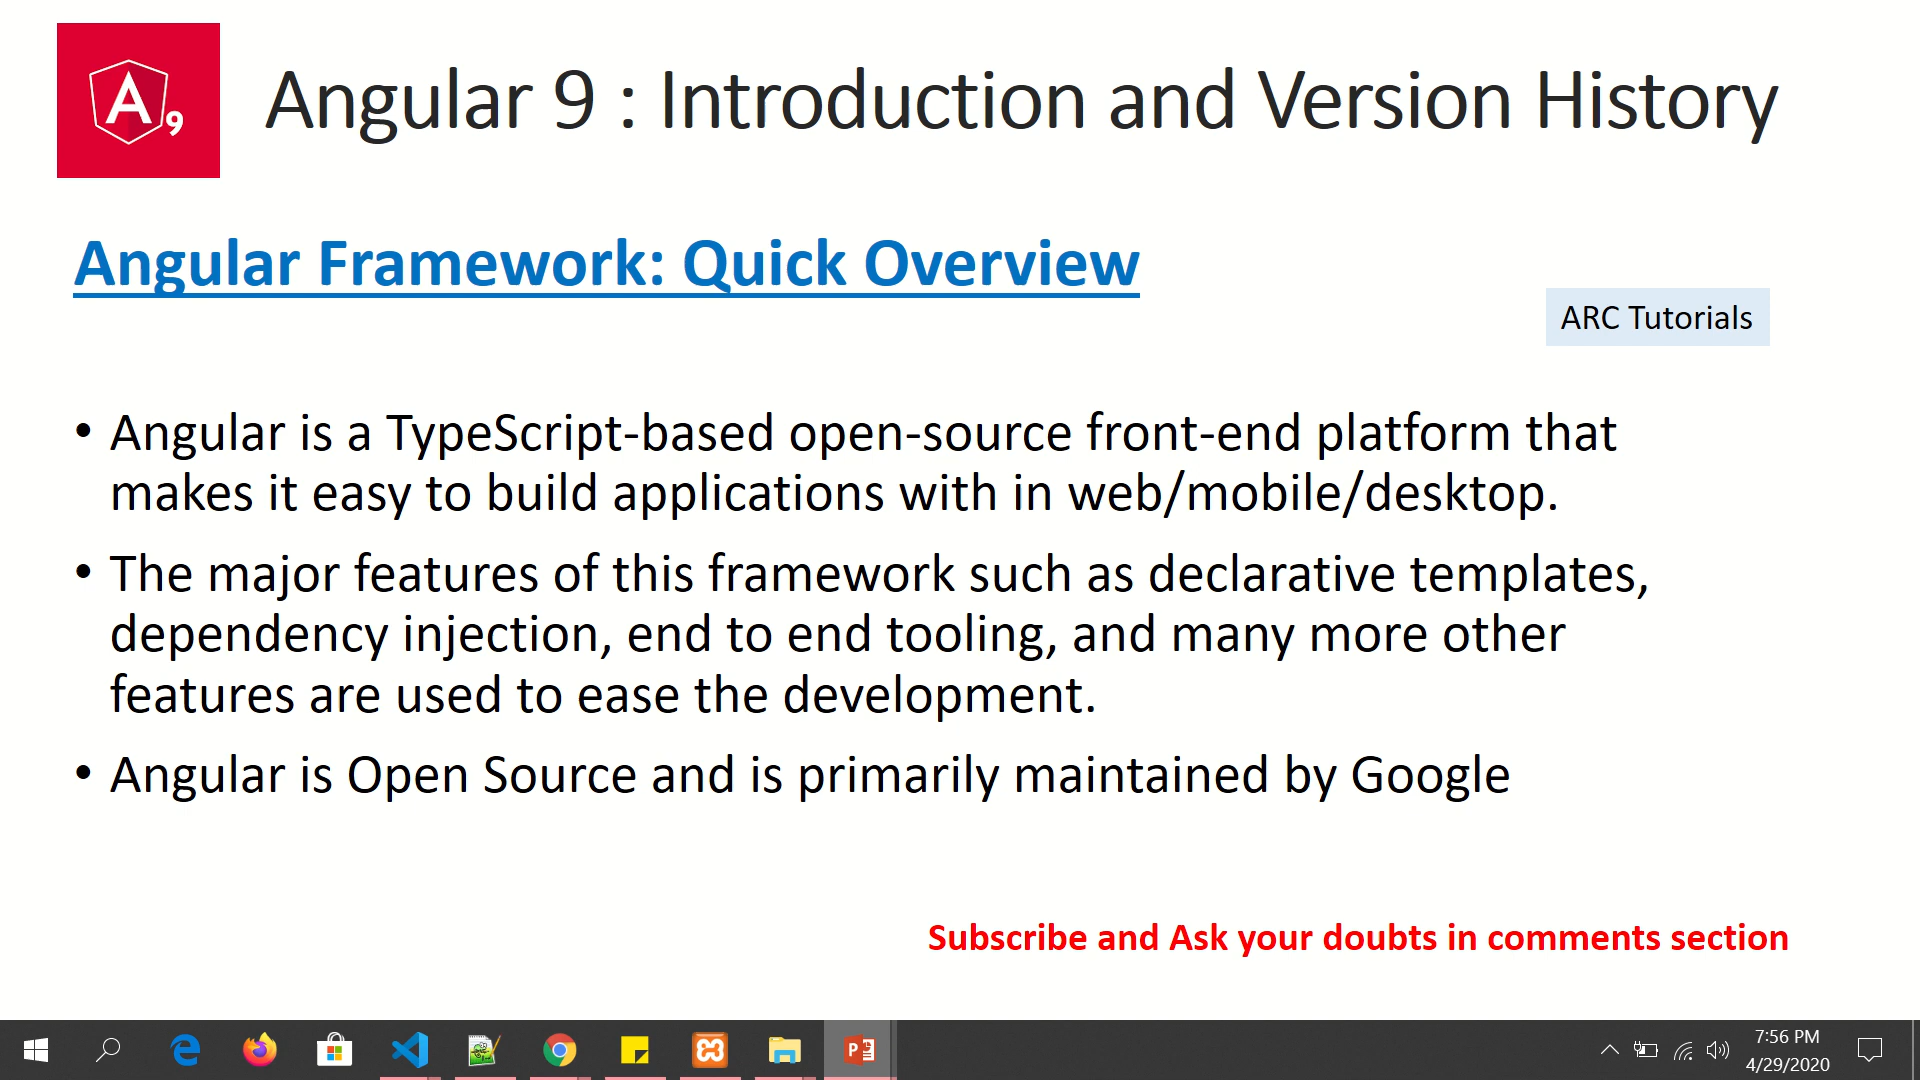 A9
Angular 9 : Introduction and Version History
Angular Framework: Quick Overview
ARC Tutorials
• Angular is a TypeScript-based open-source front-end platform that
makes it easy to build applications with in web/mobile/desktop.
• The major features of this framework such as declarative templates,
dependency injection, end to end tooling, and many more other
features are used to ease the development.
• Angular is Open Source and is primarily maintained by Google
Subscribe and Ask your doubts in comments section
7:56 PM
4/29/2020